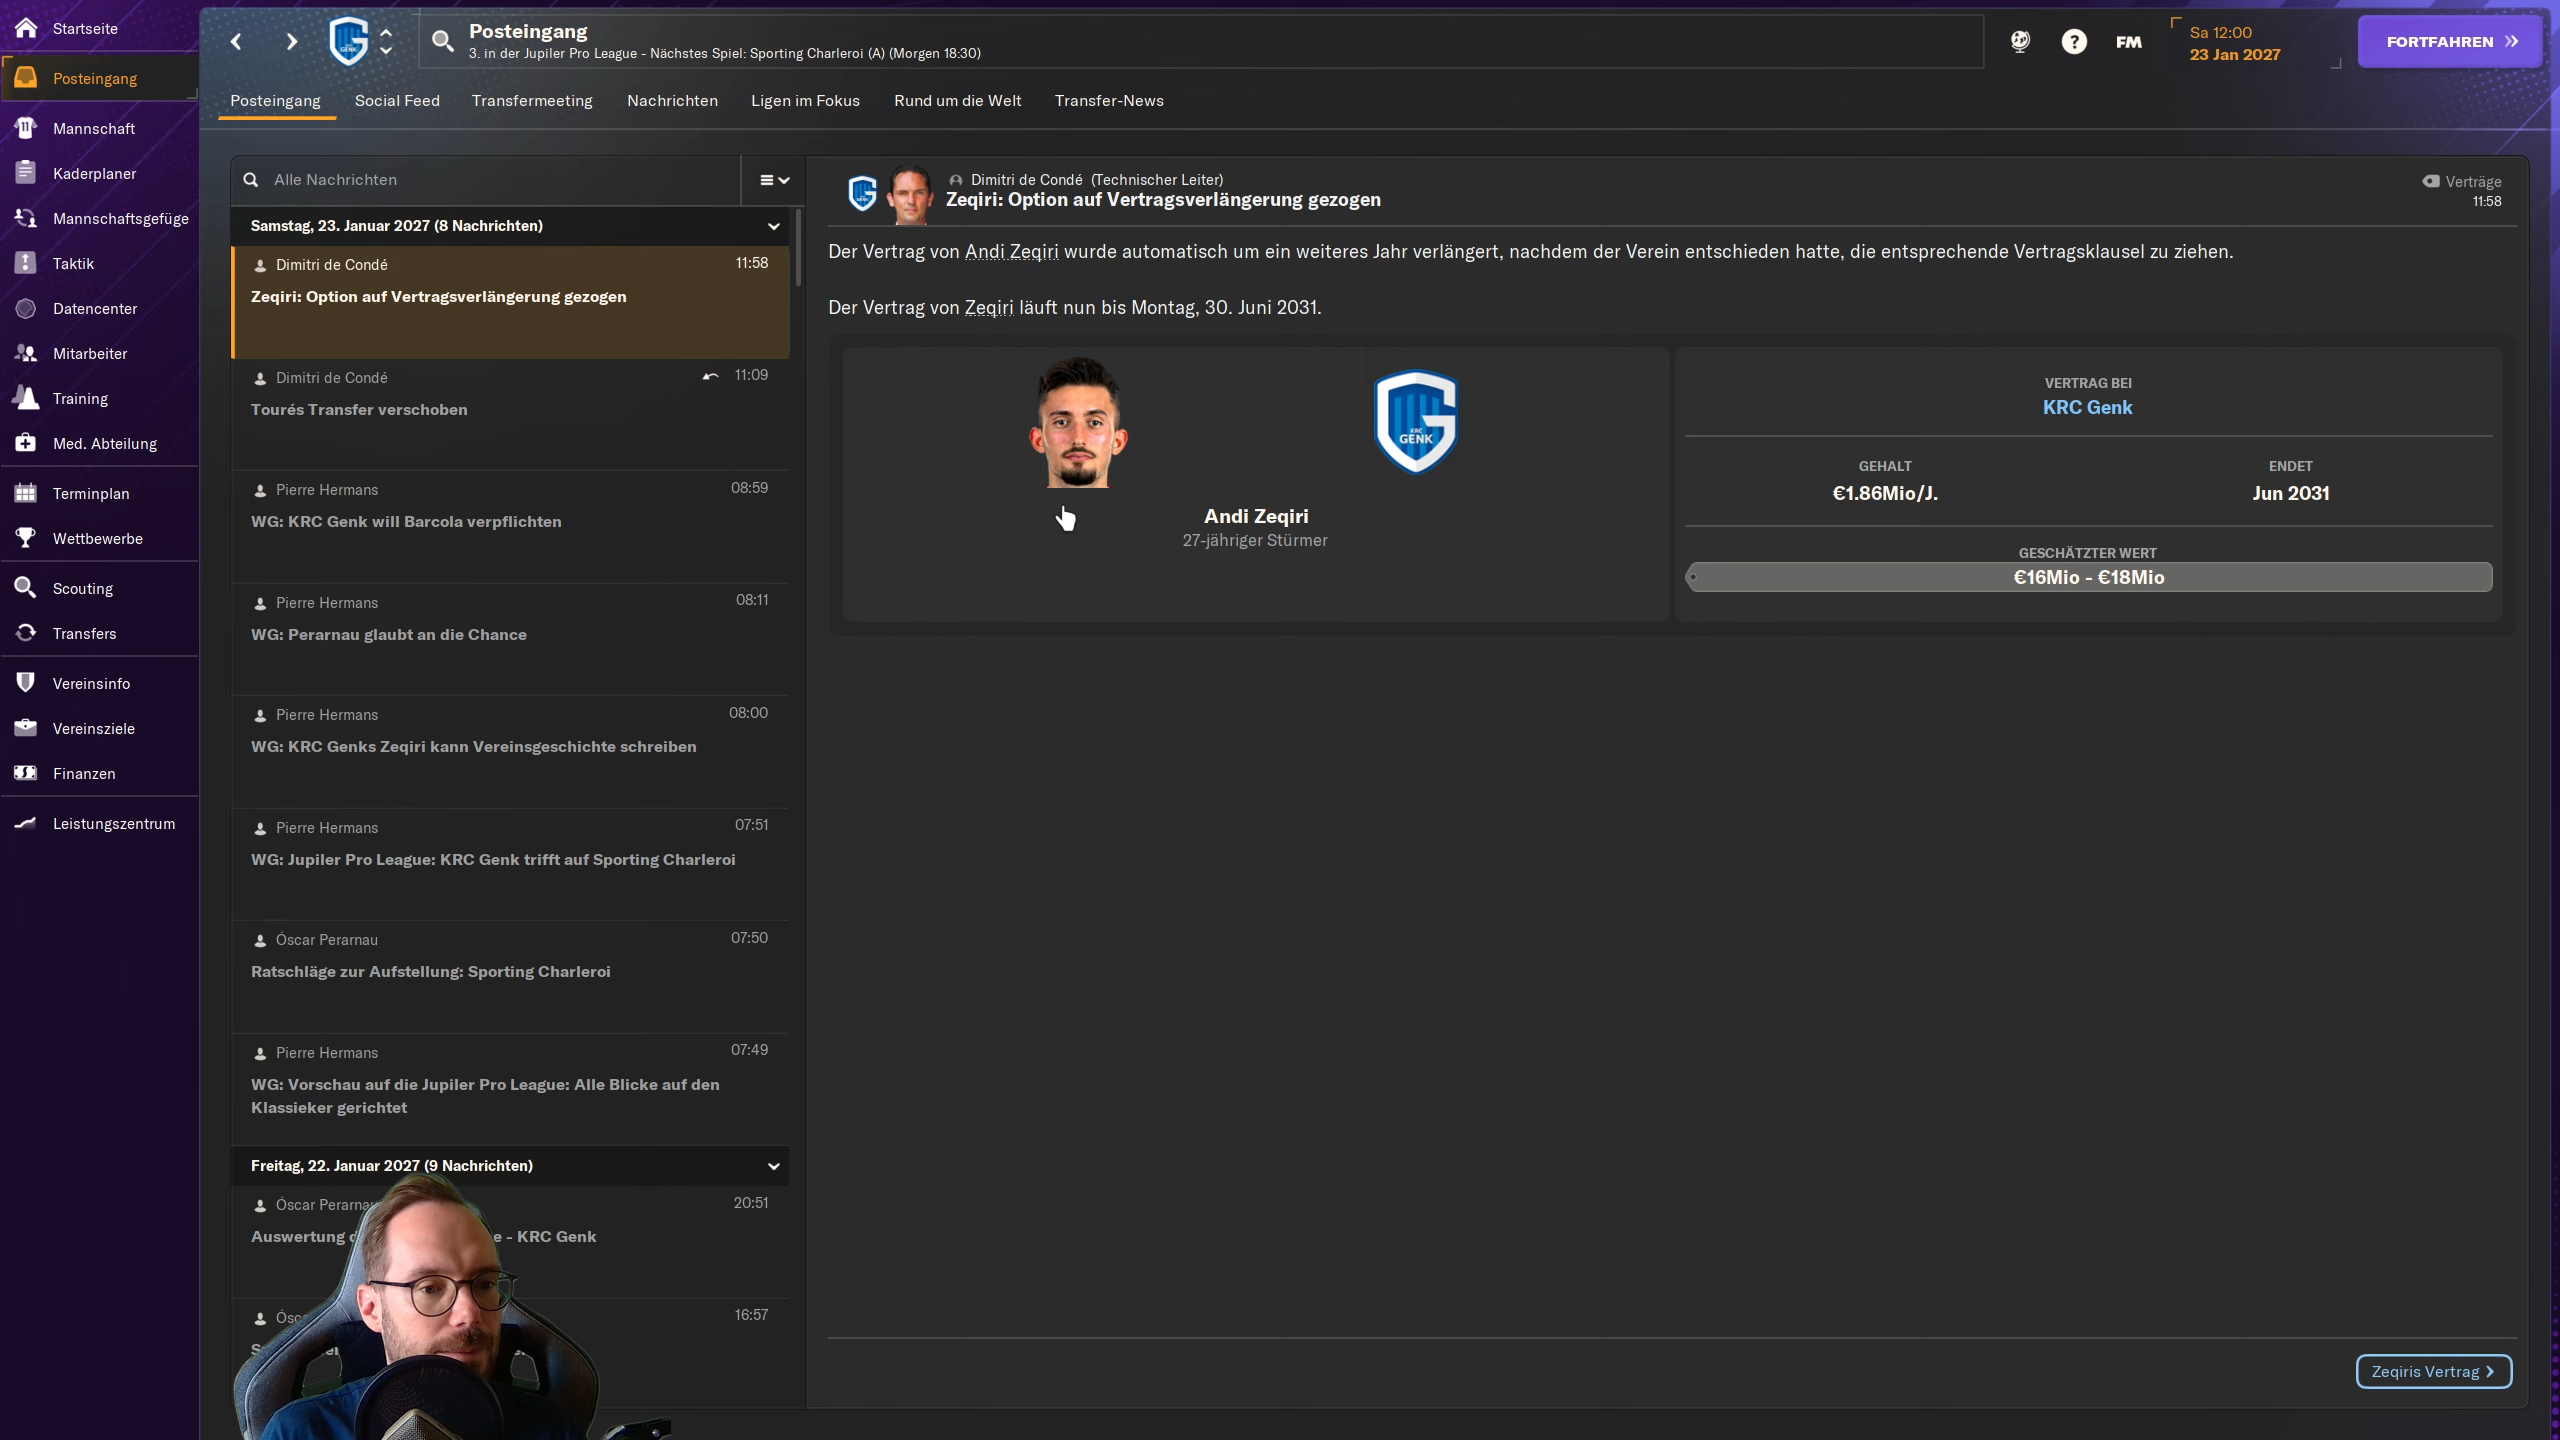 Startseite
Posteingang
Mannschaft
Kaderplaner
Mannschaftsgefüge
Taktik
Datencenter
Mitarbeiter
Training
Med. Abteilung
Terminplan
Wettbewerbe
Scouting
Transfers
Vereinsinfo
Vereinsziele
Finanzen
Leistungszentrum
Posteingang
3. in der Jupiler Pro League - Nächstes Spiel: Sporting Charleroi (A) (Morgen 18:30)
FM
Sa 12:00
23 Jan 2027
FORTFAHREN
Posteingang Social Feed Transfermeeting Nachrichten Ligen im Fokus Rund um die Welt Transfer-News
Alle Nachrichten
Samstag, 23. Januar 2027 (8 Nachrichten)
Dimitri de Condé 11:58
Zeqiri: Option auf Vertragsverlängerung gezogen
Dimitri de Condé 11:09
Tourés Transfer verschoben
Pierre Hermans 08:59
WG: KRC Genk will Barcola verpflichten
Pierre Hermans 08:11
WG: Perarnau glaubt an die Chance
Pierre Hermans 08:00
WG: KRC Genks Zeqiri kann Vereinsgeschichte schreiben
Pierre Hermans 07:51
WG: Jupiler Pro League: KRC Genk trifft auf Sporting Charleroi
Óscar Perarnau 07:50
Ratschläge zur Aufstellung: Sporting Charleroi
Pierre Hermans 07:49
WG: Vorschau auf die Jupiler Pro League: Alle Blicke auf den
Klassieker gerichtet
Freitag, 22. Januar 2027 (9 Nachrichten)
Óscar Perarnau 20:51
Auswertung e - KRC Genk
16:57
Dimitri de Condé (Technischer Leiter)
Zeqiri: Option auf Vertragsverlängerung gezogen
Verträge
11:58
Der Vertrag von Andi Zeqiri wurde automatisch um ein weiteres Jahr verlängert, nachdem der Verein entschieden hatte, die entsprechende Vertragsklausel zu ziehen.
Der Vertrag von Zeqiri läuft nun bis Montag, 30. Juni 2031.
KRC
GENK
Andi Zeqiri
27-jähriger Stürmer
VERTRAG BEI
KRC Genk
GEHALT
€1.86Mio/J.
ENDET
Jun 2031
GESCHÄTZTER WERT
€16Mio - €18Mio
Zeqiris Vertrag